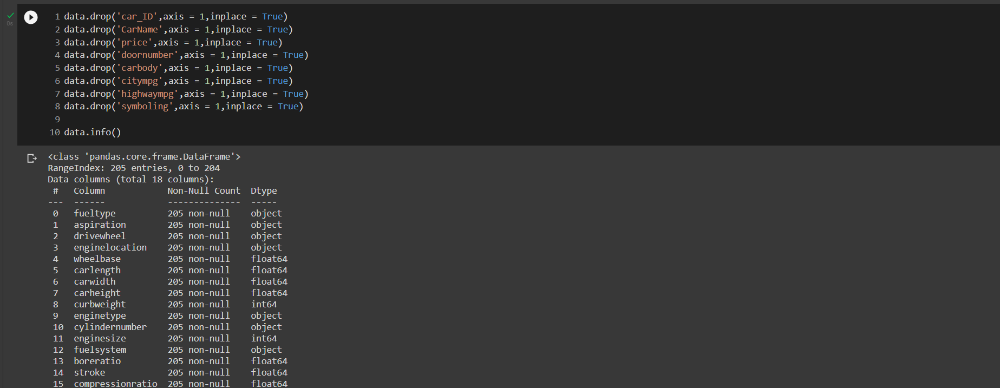 0s
1 data.drop('car_ID',axis = 1,inplace = True)
2 data.drop('CarName',axis = 1,inplace = True)
3 data.drop('price',axis = 1,inplace = True)
4 data.drop('doornumber',axis = 1,inplace = True)
5 data.drop('carbody',axis = 1,inplace = True)
6 data.drop('citympg',axis = 1,inplace = True)
7 data.drop('highwaympg',axis = 1,inplace = True)
8 data.drop('symboling',axis = 1,inplace = True)
9
10 data.info()
<class 'pandas.core.frame.DataFrame'>
RangeIndex: 205 entries, 0 to 204
Data columns (total 18 columns):
 #   Column            Non-Null Count  Dtype
---  ------            --------------  -----
 0   fueltype          205 non-null    object
 1   aspiration        205 non-null    object
 2   drivewheel        205 non-null    object
 3   enginelocation    205 non-null    object
 4   wheelbase         205 non-null    float64
 5   carlength         205 non-null    float64
 6   carwidth          205 non-null    float64
 7   carheight         205 non-null    float64
 8   curbweight        205 non-null    int64
 9   enginetype        205 non-null    object
 10  cylindernumber    205 non-null    object
 11  enginesize        205 non-null    int64
 12  fuelsystem        205 non-null    object
 13  boreratio         205 non-null    float64
 14  stroke            205 non-null    float64
 15  compressionratio  205 non-null    float64